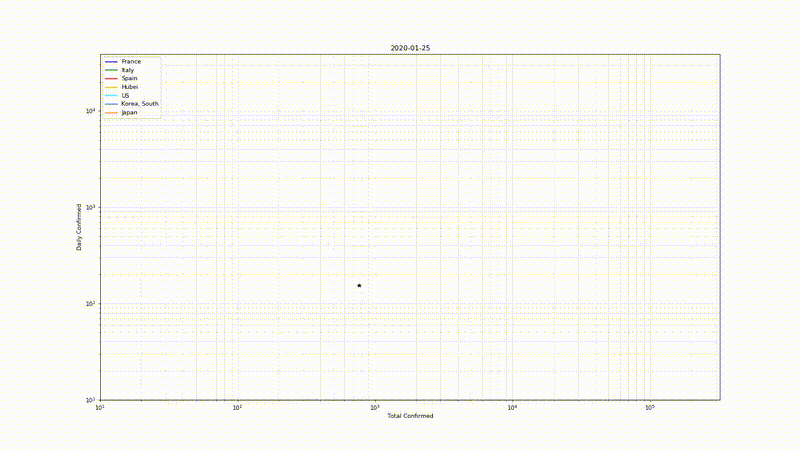 2020-01-25
France
Italy
Spain
Hubei
US
Korea, South
Japan
Daily Confirmed
10⁴
10³
10²
10¹
10¹
10²
10³
10⁴
10⁵
Total Confirmed